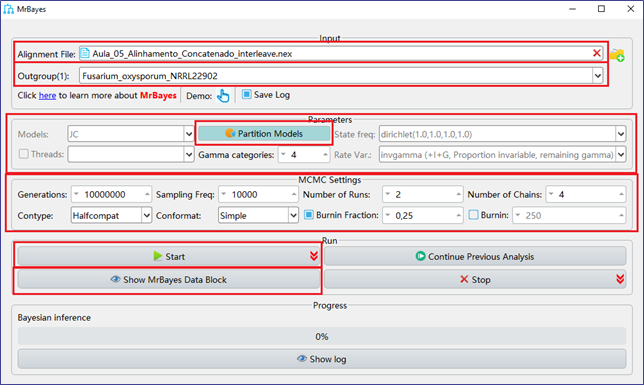 MrBayes
Input
Alignment File: Aula_05_Alinhamento_Concatenado_interleave.nex
Outgroup(1): Fusarium_oxysporum_NRRL22902
Click here to learn more about MrBayes Demo: Save Log
Parameters
Models: JC Partition Models State freq: dirichlet(1.0,1.0,1.0,1.0)
Threads: Gamma categories: 4 Rate Var.: invgamma (+I+G, Proportion invariable, remaining gamma)
MCMC Settings
Generations: 10000000 Sampling Freq: 10000 Number of Runs: 2 Number of Chains: 4
Contype: Halfcompat Conformat: Simple Burnin Fraction: 0,25 Burnin: 250
Run
Start Continue Previous Analysis
Show MrBayes Data Block Stop
Progress
Bayesian inference
0%
Show log